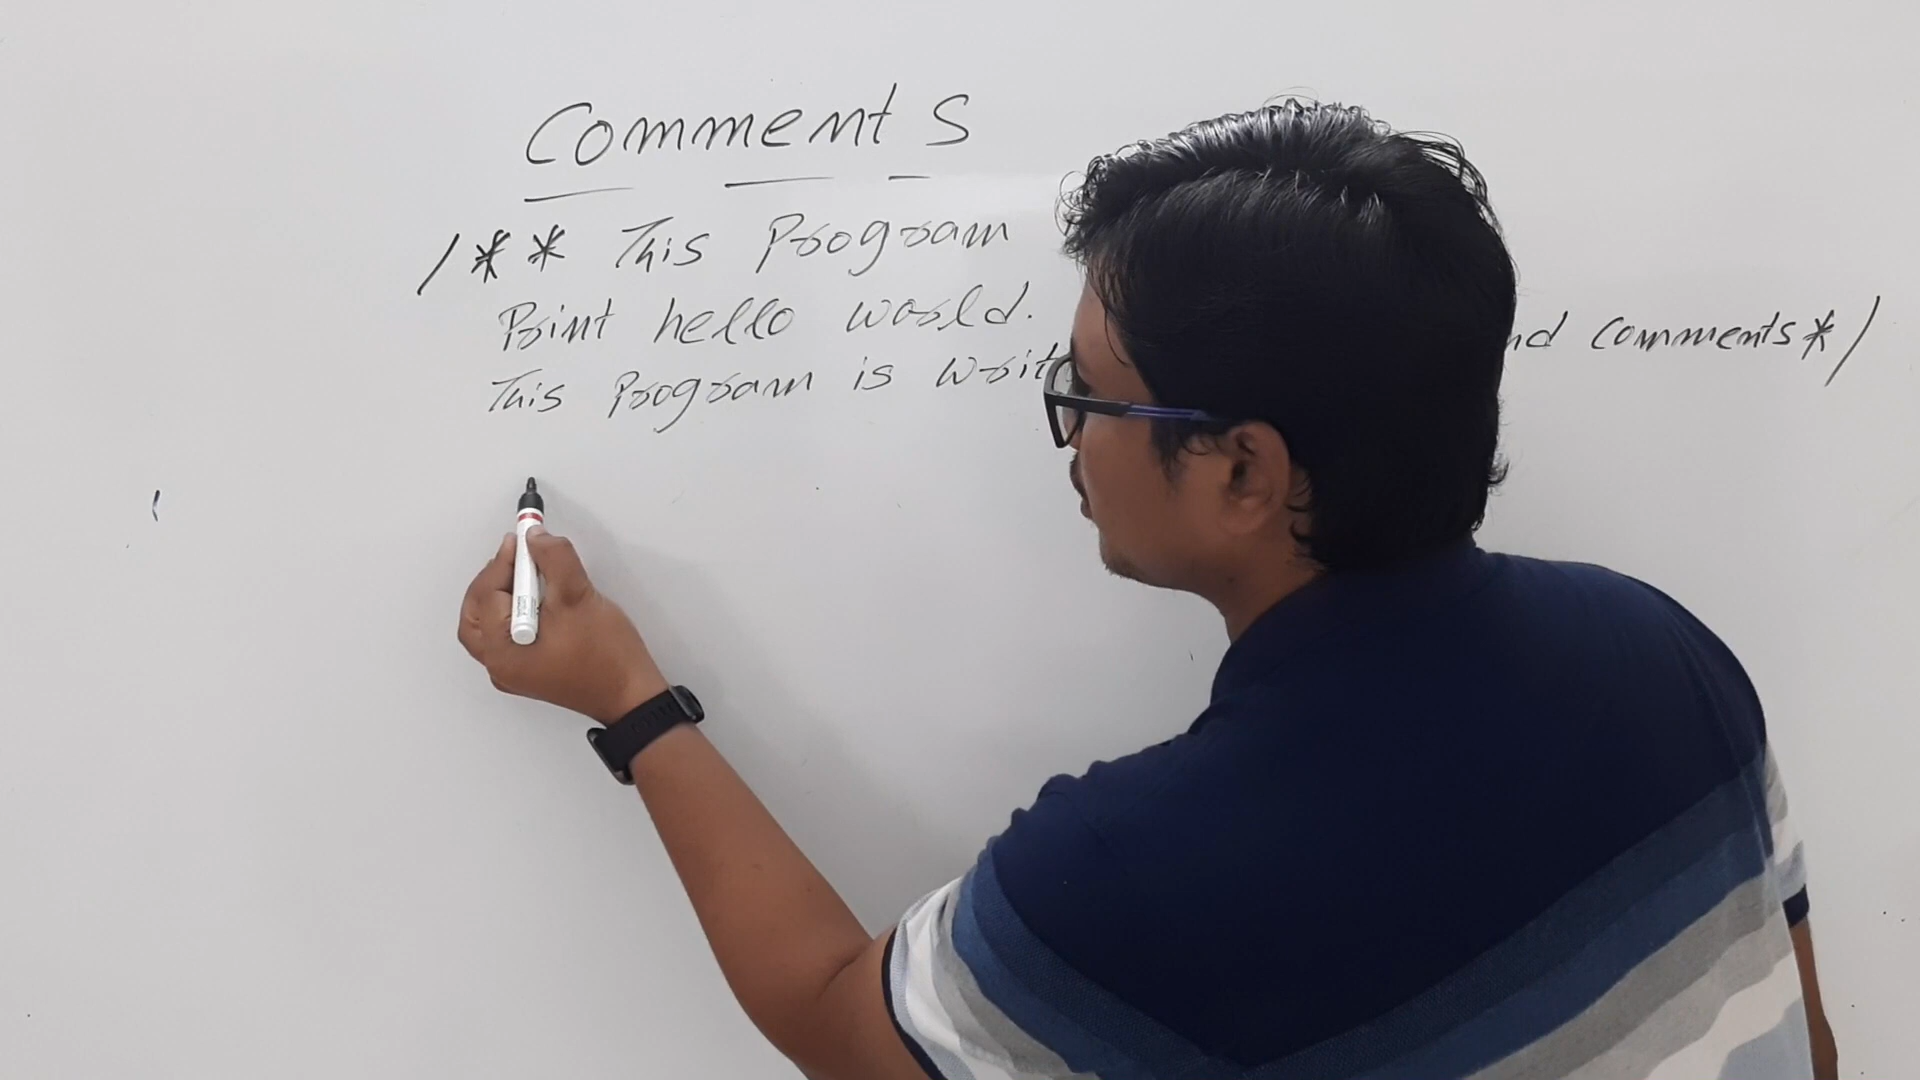 Comments
/** This Program
Print hello world.
This Program is writ
nd comments*/